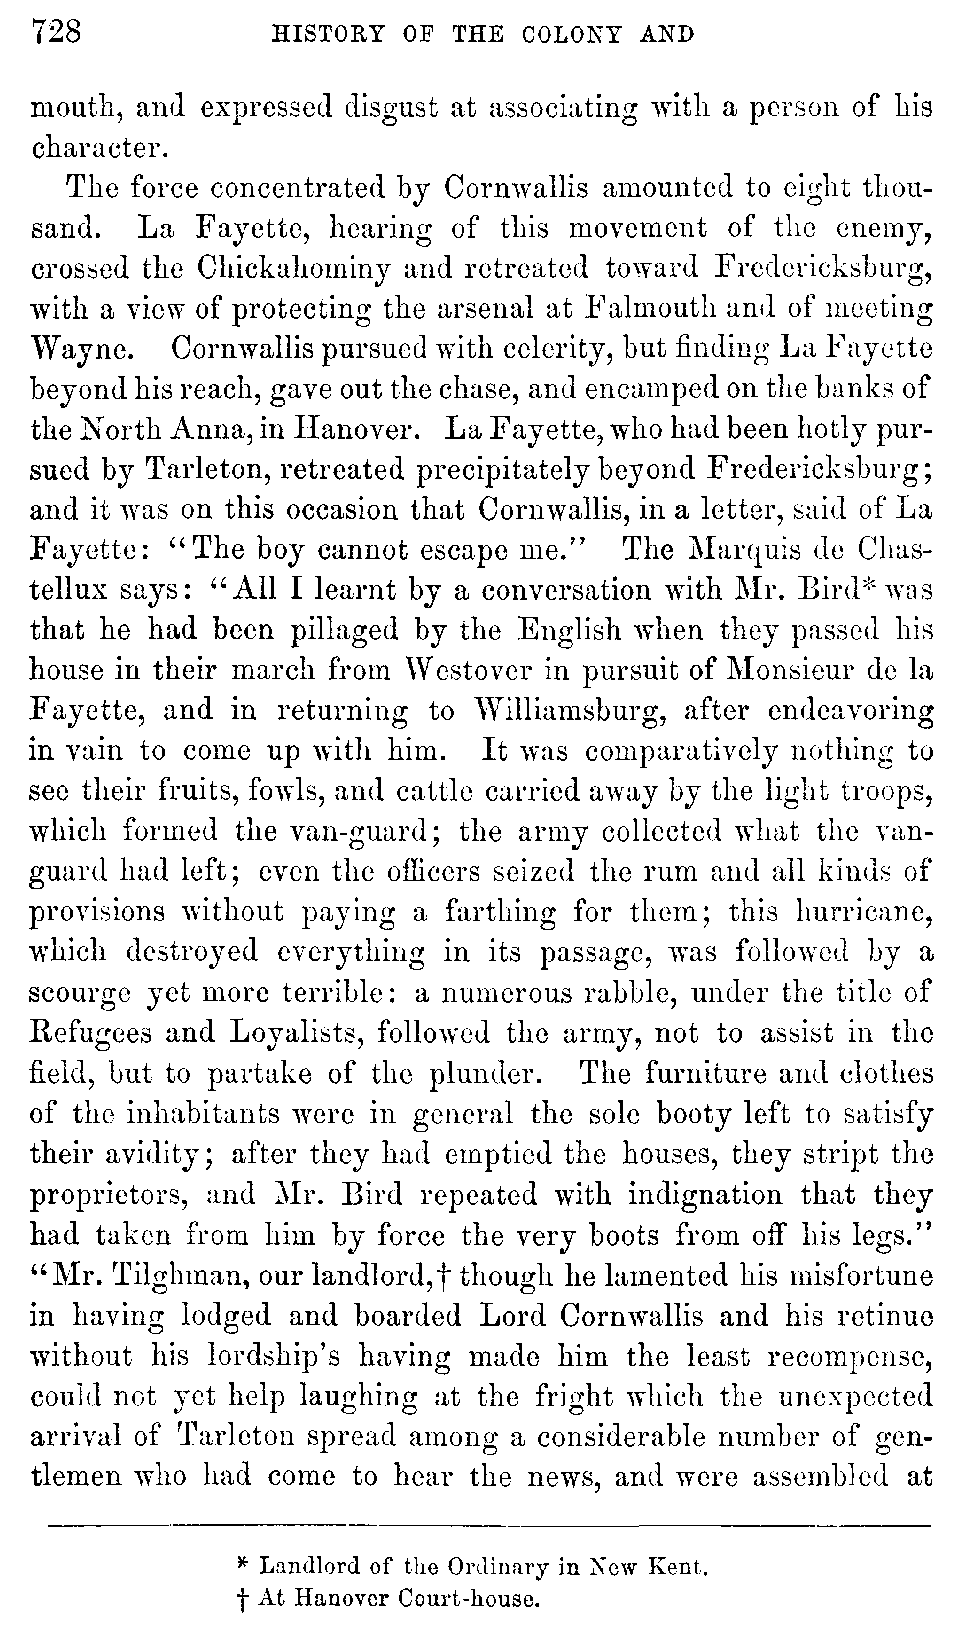 728 HISTORY OF THE COLONY AND
mouth, and expressed disgust at associating with a person of his
character.
The force concentrated by Cornwallis amounted to eight thou-
sand. La Fayette, hearing of this movement of the enemy,
crossed the Chickahominy and retreated toward Fredericksburg,
with a view of protecting the arsenal at Falmouth and of meeting
Wayne. Cornwallis pursued with celerity, but finding La Fayette
beyond his reach, gave out the chase, and encamped on the banks of
the North Anna, in Hanover. La Fayette, who had been hotly pur-
sued by Tarleton, retreated precipitately beyond Fredericksburg;
and it was on this occasion that Cornwallis, in a letter, said of La
Fayette: "The boy cannot escape me." The Marquis de Chas-
tellux says: "All I learnt by a conversation with Mr. Bird* was
that he had been pillaged by the English when they passed his
house in their march from Westover in pursuit of Monsieur de la
Fayette, and in returning to Williamsburg, after endeavoring
in vain to come up with him. It was comparatively nothing to
see their fruits, fowls, and cattle carried away by the light troops,
which formed the van-guard; the army collected what the van-
guard had left; even the officers seized the rum and all kinds of
provisions without paying a farthing for them; this hurricane,
which destroyed everything in its passage, was followed by a
scourge yet more terrible: a numerous rabble, under the title of
Refugees and Loyalists, followed the army, not to assist in the
field, but to partake of the plunder. The furniture and clothes
of the inhabitants were in general the sole booty left to satisfy
their avidity; after they had emptied the houses, they stript the
proprietors, and Mr. Bird repeated with indignation that they
had taken from him by force the very boots from off his legs."
"Mr. Tilghman, our landlord,† though he lamented his misfortune
in having lodged and boarded Lord Cornwallis and his retinue
without his lordship's having made him the least recompense,
could not yet help laughing at the fright which the unexpected
arrival of Tarleton spread among a considerable number of gen-
tlemen who had come to hear the news, and were assembled at
* Landlord of the Ordinary in New Kent.
† At Hanover Court-house.